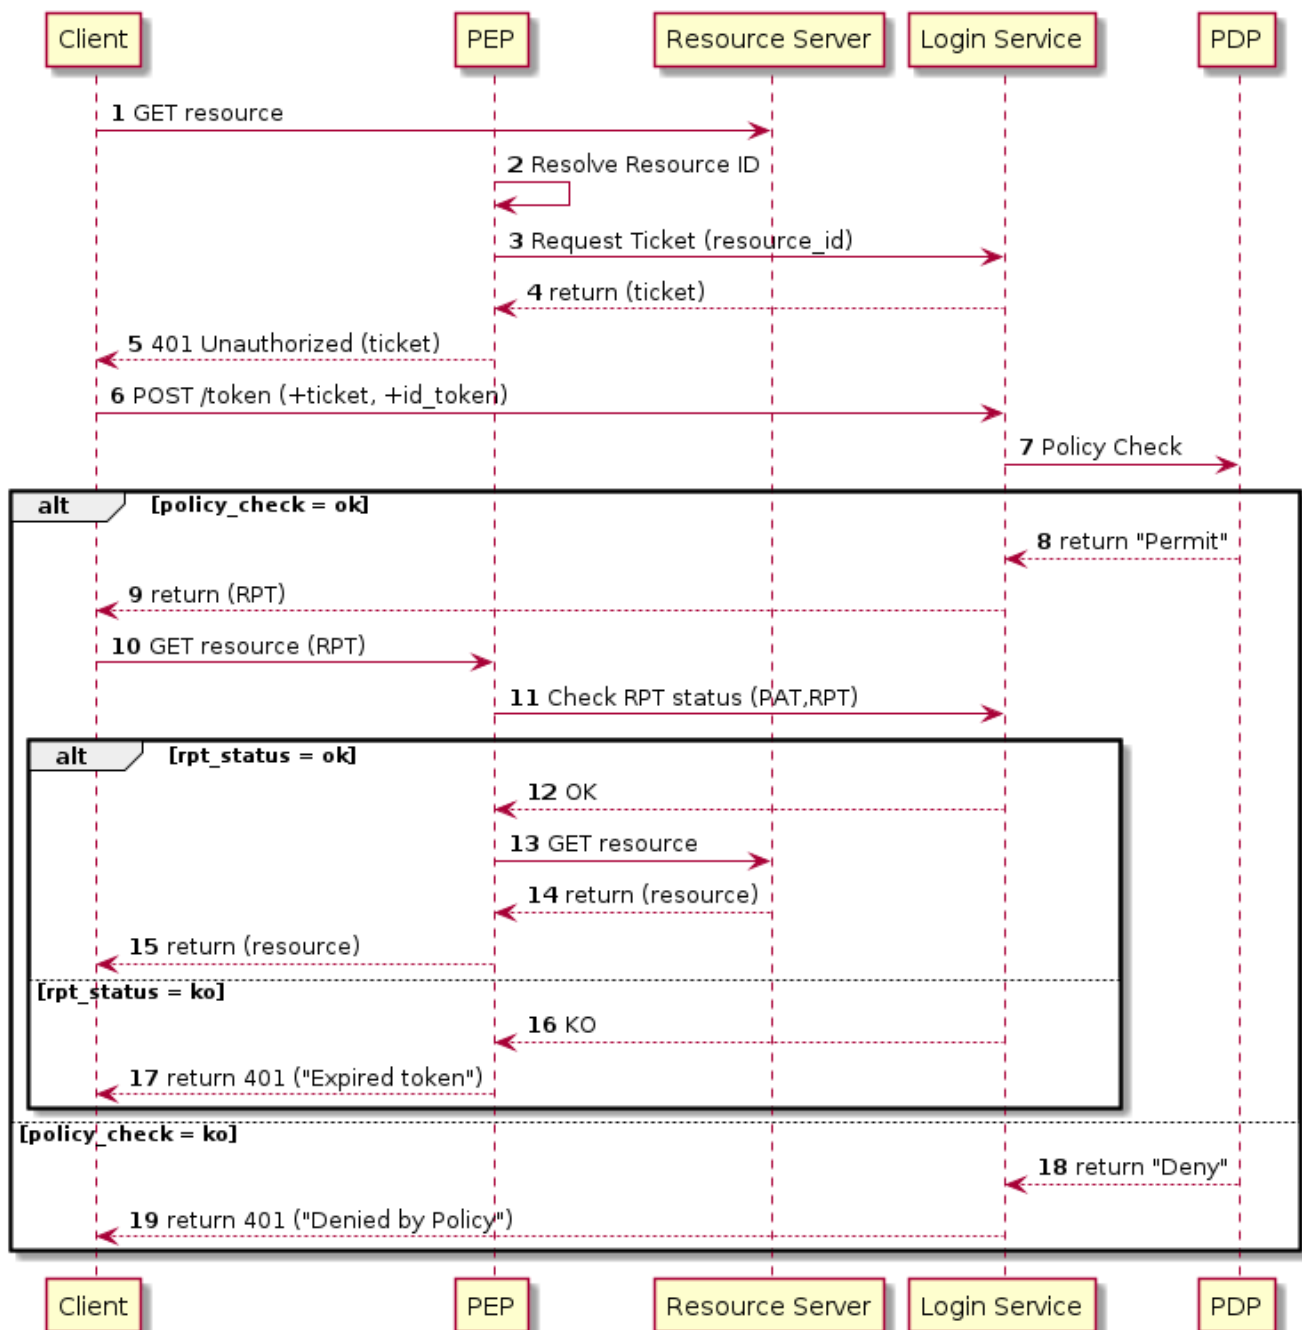 Client PEP Resource Server Login Service PDP
1 GET resource
2 Resolve Resource ID
3 Request Ticket (resource_id)
4 return (ticket)
5 401 Unauthorized (ticket)
6 POST /token (+ticket, +id_token)
7 Policy Check
alt [policy_check = ok]
8 return "Permit"
9 return (RPT)
10 GET resource (RPT)
11 Check RPT status (PAT,RPT)
alt [rpt_status = ok]
12 OK
13 GET resource
14 return (resource)
15 return (resource)
[rpt_status = ko]
16 KO
17 return 401 ("Expired token")
[policy_check = ko]
18 return "Deny"
19 return 401 ("Denied by Policy")
Client PEP Resource Server Login Service PDP